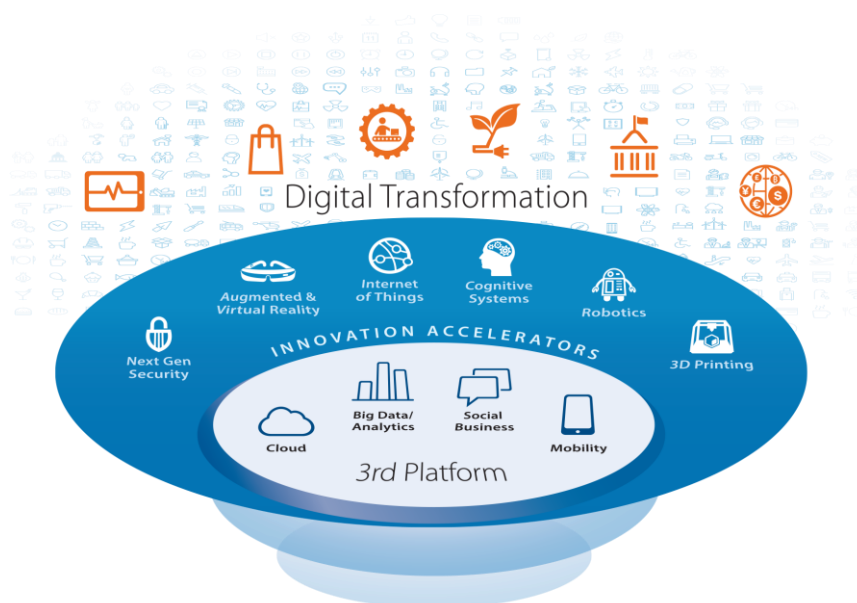 Digital Transformation
Augmented &
Virtual Reality
Internet
of Things
Cognitive
Systems
Robotics
Next Gen
Security
3D Printing
INNOVATION ACCELERATORS
Cloud
Big Data/
Analytics
Social
Business
Mobility
3rd Platform